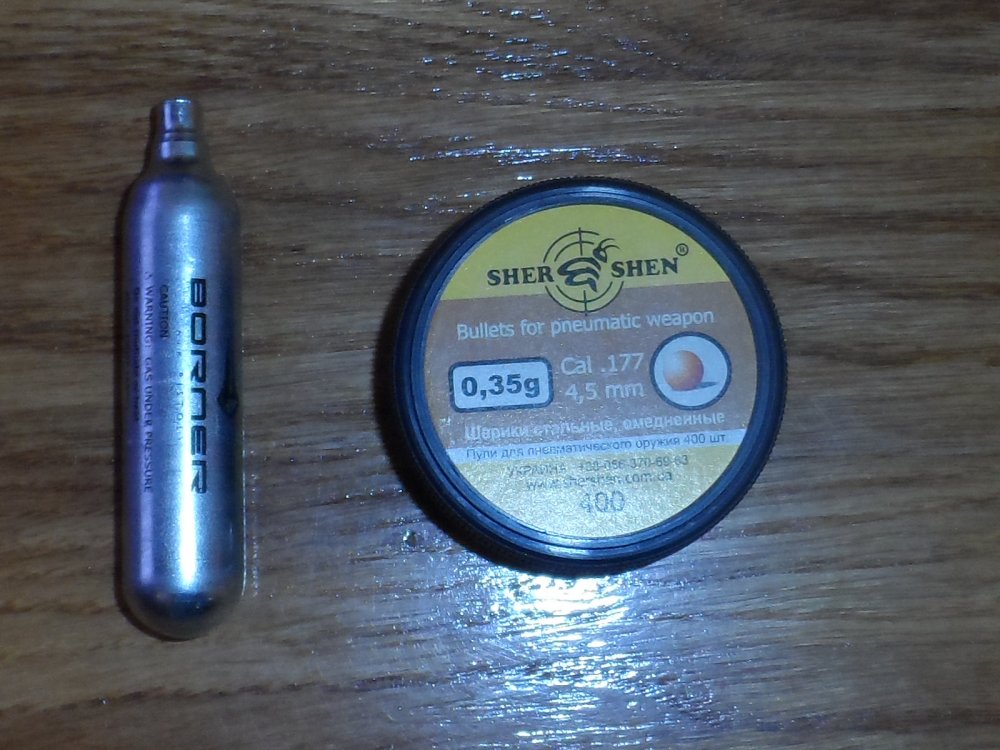 BORNER
CAUTION
WARNING: GAS UNDER PRESSURE
SHER SHEN®
Bullets for pneumatic weapon
0,35g
Cal .177
4,5 mm
Шарики стальные, омедненные
Пули для пневматического оружия 400 шт.
УКРАИНА
www.shershen.com.ua
400